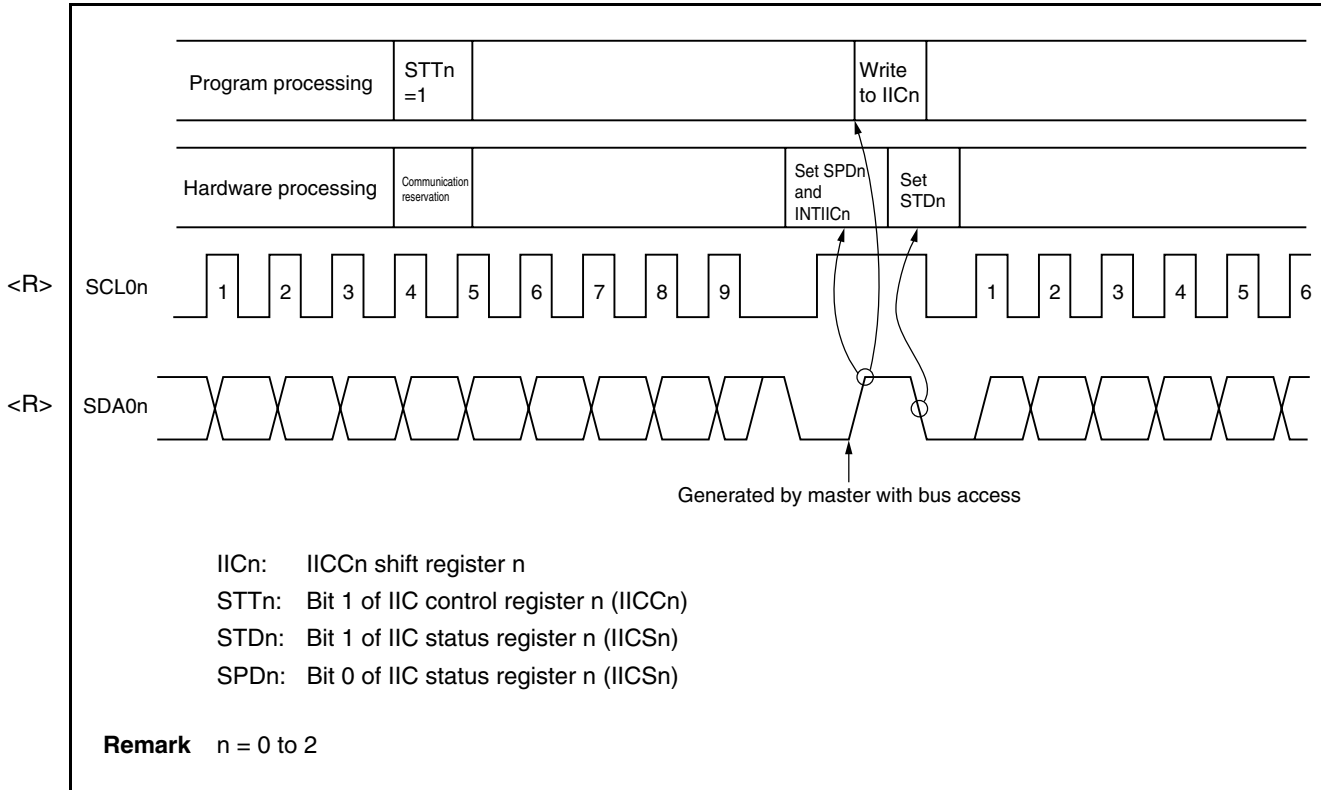 Program processing
STTn
=1
Write
to IICn
Hardware processing
Communication
reservation
Set SPDn
and
INTIICn
Set
STDn
<R> SCL0n 1 2 3 4 5 6 7 8 9 1 2 3 4 5 6
<R> SDA0n
Generated by master with bus access
IICn: IICCn shift register n
STTn: Bit 1 of IIC control register n (IICCn)
STDn: Bit 1 of IIC status register n (IICSn)
SPDn: Bit 0 of IIC status register n (IICSn)
Remark n = 0 to 2